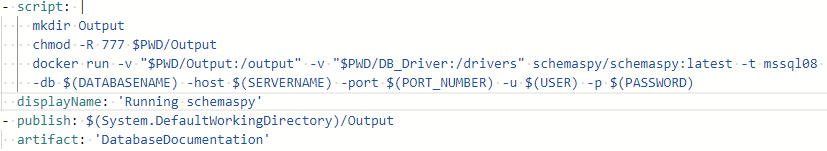 - script: |
    mkdir Output
    chmod -R 777 $PWD/Output
    docker run -v "$PWD/Output:/output" -v "$PWD/DB_Driver:/drivers" schemaspy/schemaspy:latest -t mssql08
    -db $(DATABASENAME) -host $(SERVERNAME) -port $(PORT_NUMBER) -u $(USER) -p $(PASSWORD)
  displayName: 'Running schemaspy'
- publish: $(System.DefaultWorkingDirectory)/Output
  artifact: 'DatabaseDocumentation'